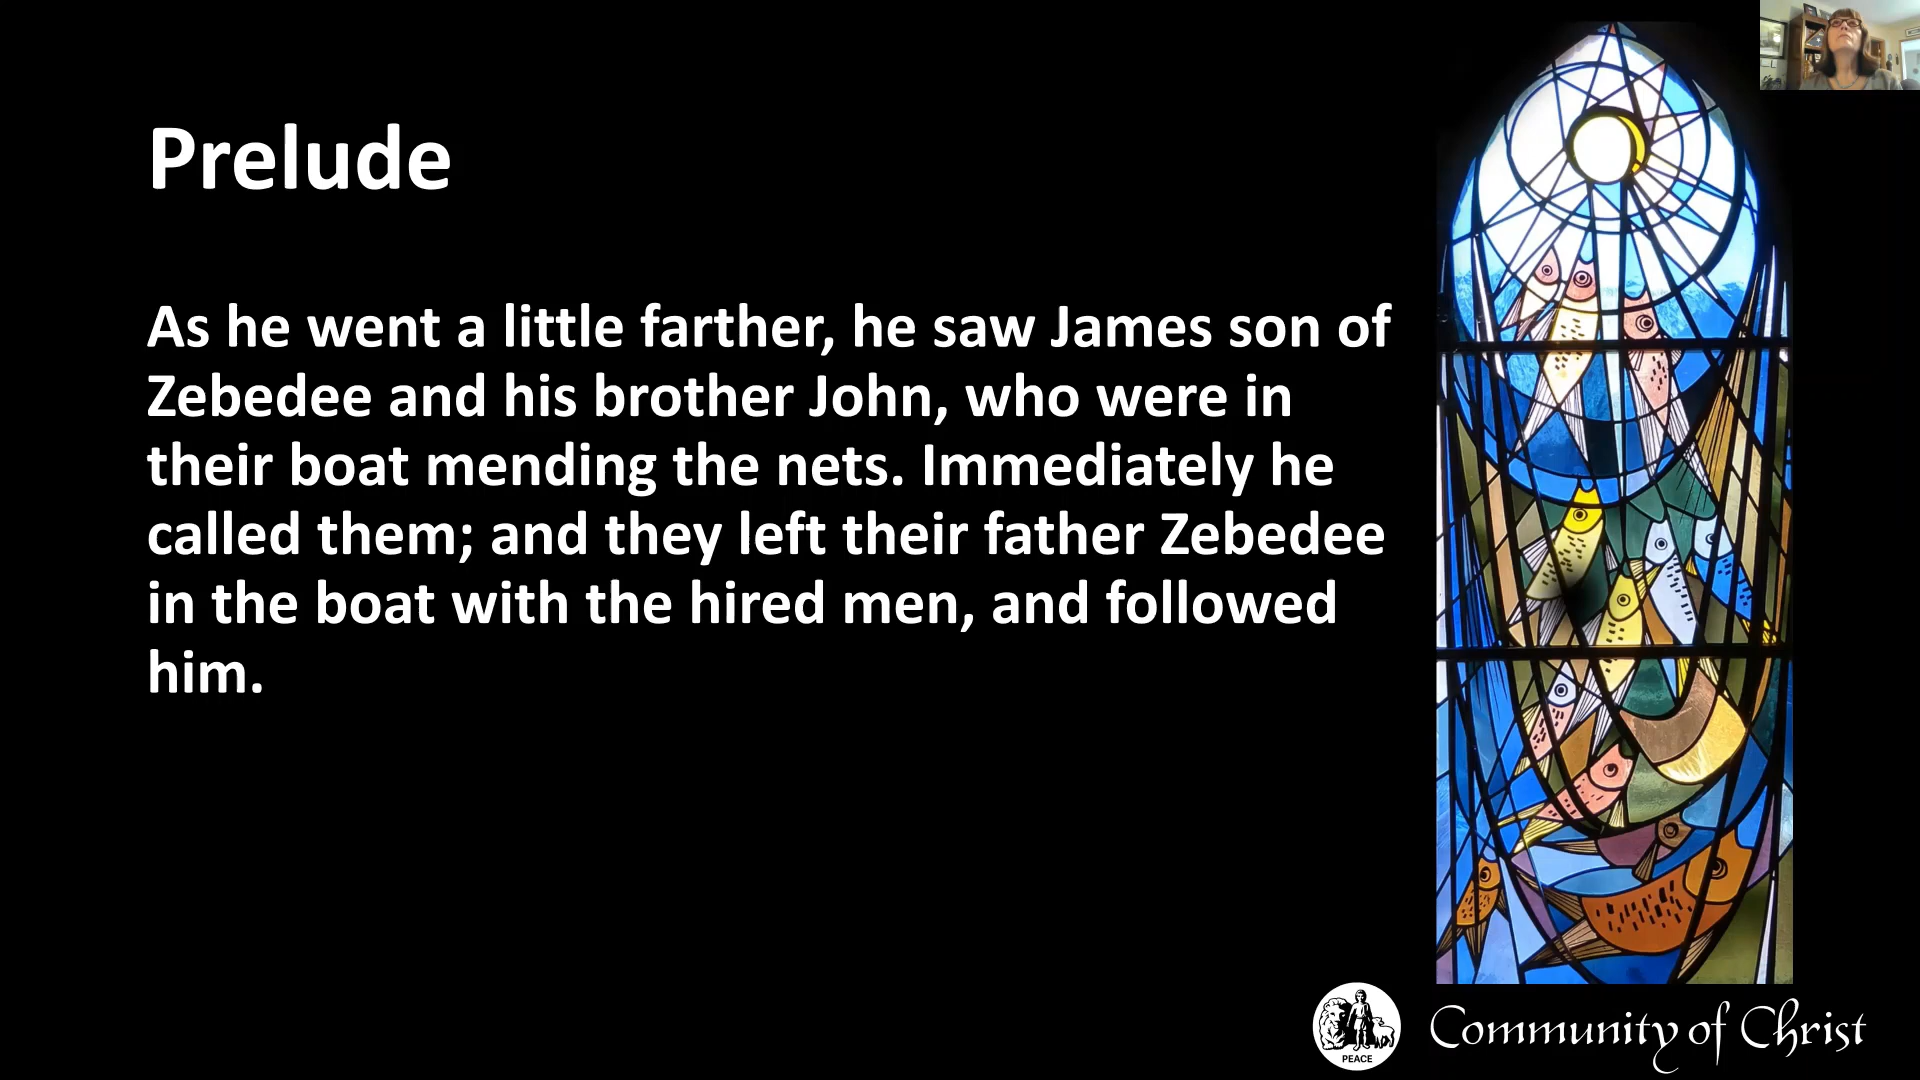 Prelude
As he went a little farther, he saw James son of
Zebedee and his brother John, who were in
their boat mending the nets. Immediately he
called them; and they left their father Zebedee
in the boat with the hired men, and followed
him.
PEACE
Community of Christ